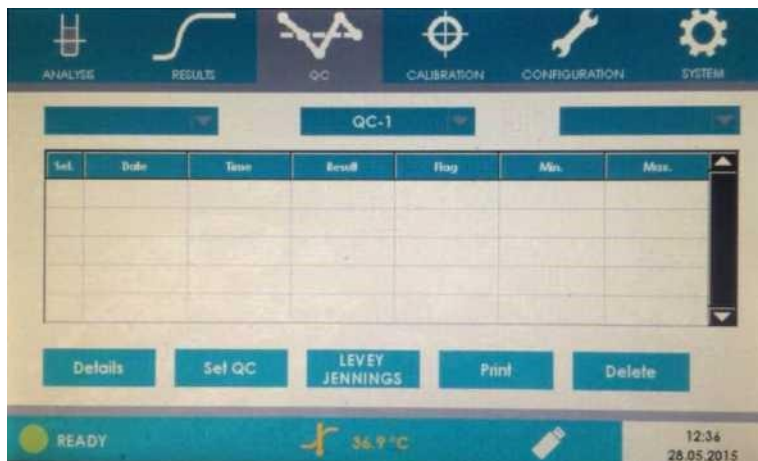 ANALYSIS RESULTS QC CALIBRATION CONFIGURATION SYSTEM
QC-1
Sel. Date Time Result Flag Min. Max.
Details Set QC LEVEY JENNINGS Print Delete
READY 36.9 °C 12:36
28.05.2015